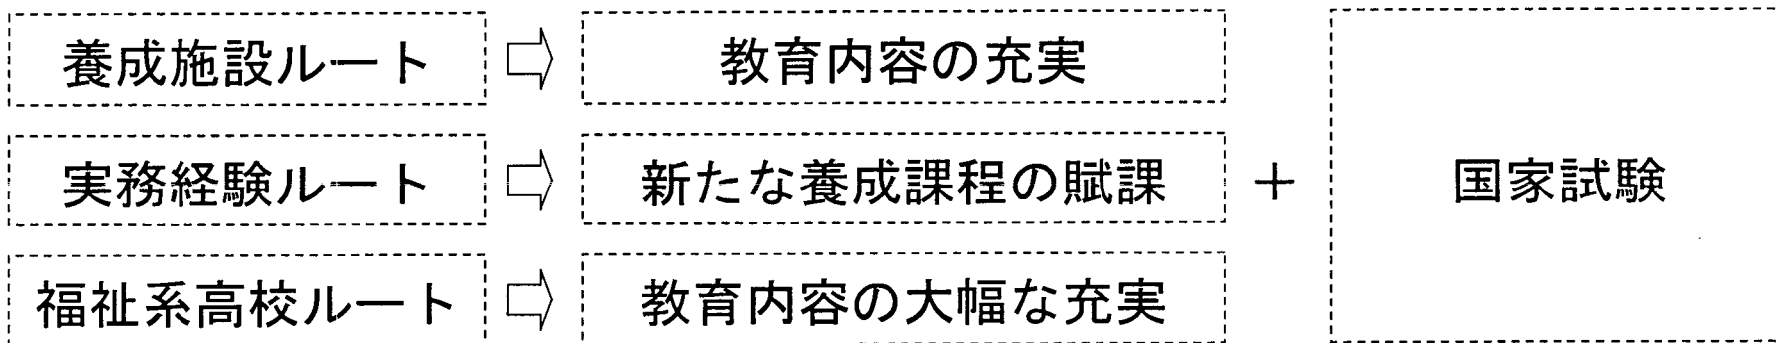 養成施設ルート ⇨ 教育内容の充実
実務経験ルート ⇨ 新たな養成課程の賦課 + 国家試験
福祉系高校ルート ⇨ 教育内容の大幅な充実